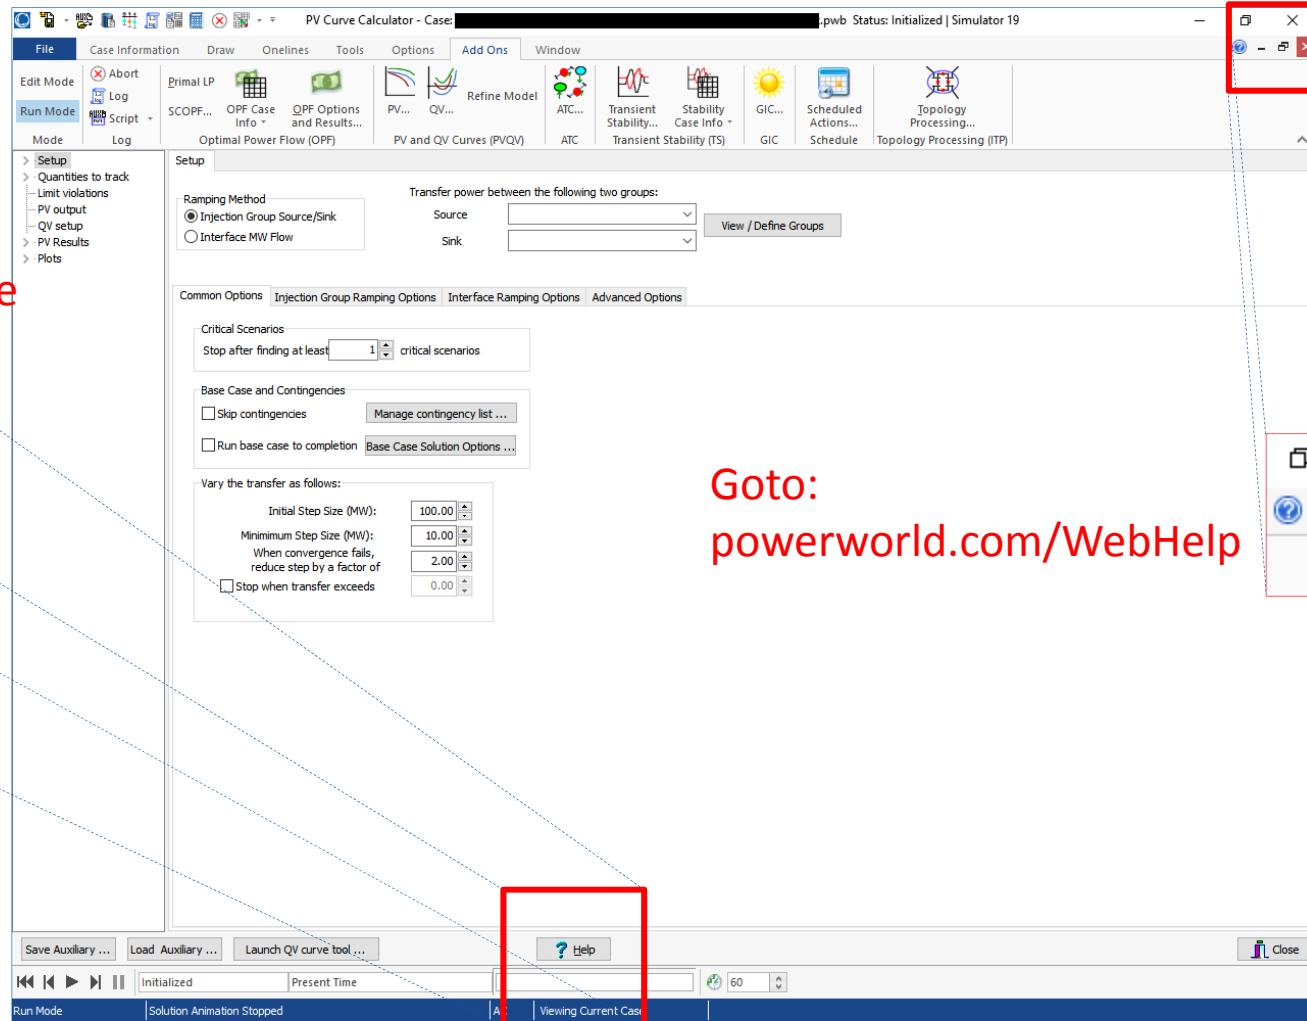 PV Curve Calculator - Case: .pwb Status: Initialized | Simulator 19
File Case Information Draw Onelines Tools Options Add Ons Window
Edit Mode
Run Mode
Mode
Abort
Log
Script
Log
Primal LP
SCOPF...
OPF Case
Info
OPF Options
and Results...
Optimal Power Flow (OPF)
PV...
QV...
Refine Model
PV and QV Curves (PVQV)
ATC...
ATC
Transient
Stability...
Stability
Case Info
Transient Stability (TS)
GIC...
GIC
Scheduled
Actions...
Schedule
Topology
Processing...
Topology Processing (ITP)
Setup
Quantities to track
Limit violations
PV output
QV setup
PV Results
Plots
e
Setup
Ramping Method
Injection Group Source/Sink
Interface MW Flow
Transfer power between the following two groups:
Source
Sink
View / Define Groups
Common Options Injection Group Ramping Options Interface Ramping Options Advanced Options
Critical Scenarios
Stop after finding at least 1 critical scenarios
Base Case and Contingencies
Skip contingencies Manage contingency list ...
Run base case to completion Base Case Solution Options ...
Vary the transfer as follows:
Initial Step Size (MW): 100.00
Minimimum Step Size (MW): 10.00
When convergence fails,
reduce step by a factor of 2.00
Stop when transfer exceeds 0.00
Goto:
powerworld.com/WebHelp
Save Auxiliary ... Load Auxiliary ... Launch QV curve tool ... ? Help Close
Initialized Present Time 60
Run Mode Solution Animation Stopped AC Viewing Current Case